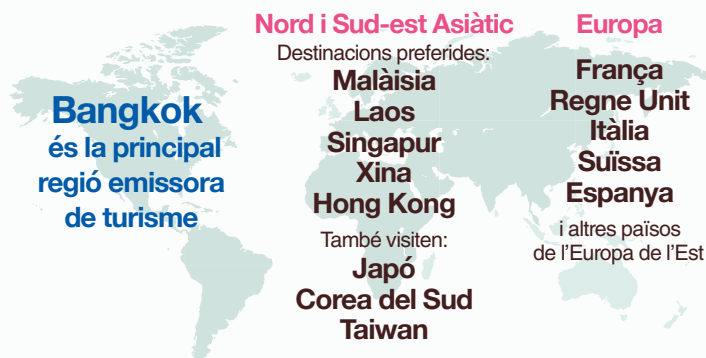 Bangkok
és la principal
regió emissora
de turisme
Nord i Sud-est Asiàtic
Destinacions preferides:
Malàisia
Laos
Singapur
Xina
Hong Kong
També visiten:
Japó
Corea del Sud
Taiwan
Europa
França
Regne Unit
Itàlia
Suïssa
Espanya
i altres països
de l'Europa de l'Est